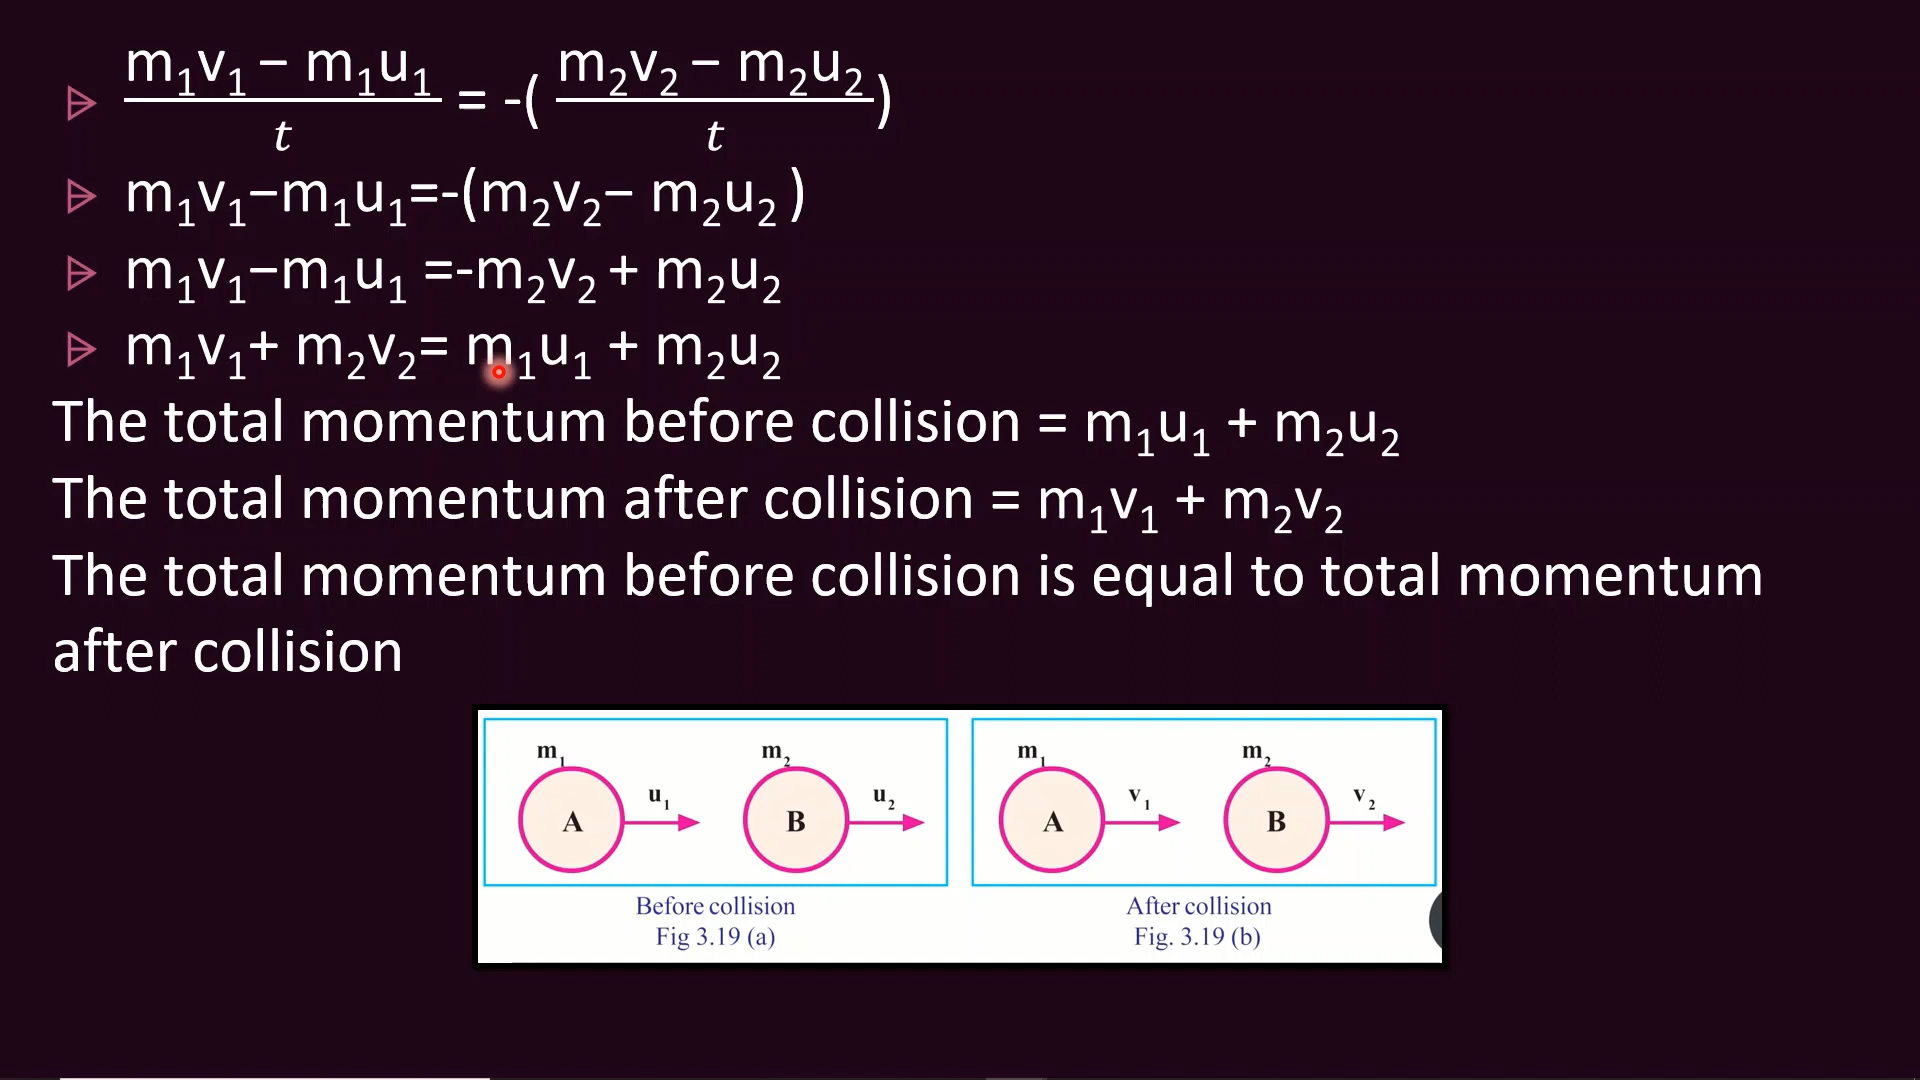 m₁v₁ − m₁u₁ / t = -( m₂v₂ − m₂u₂ / t )
m₁v₁−m₁u₁=-(m₂v₂− m₂u₂ )
m₁v₁−m₁u₁ =-m₂v₂ + m₂u₂
m₁v₁+ m₂v₂= m₁u₁ + m₂u₂
The total momentum before collision = m₁u₁ + m₂u₂
The total momentum after collision = m₁v₁ + m₂v₂
The total momentum before collision is equal to total momentum
after collision
m₁ m₂
u₁ u₂
A B
Before collision
Fig 3.19 (a)
m₁ m₂
v₁ v₂
A B
After collision
Fig. 3.19 (b)